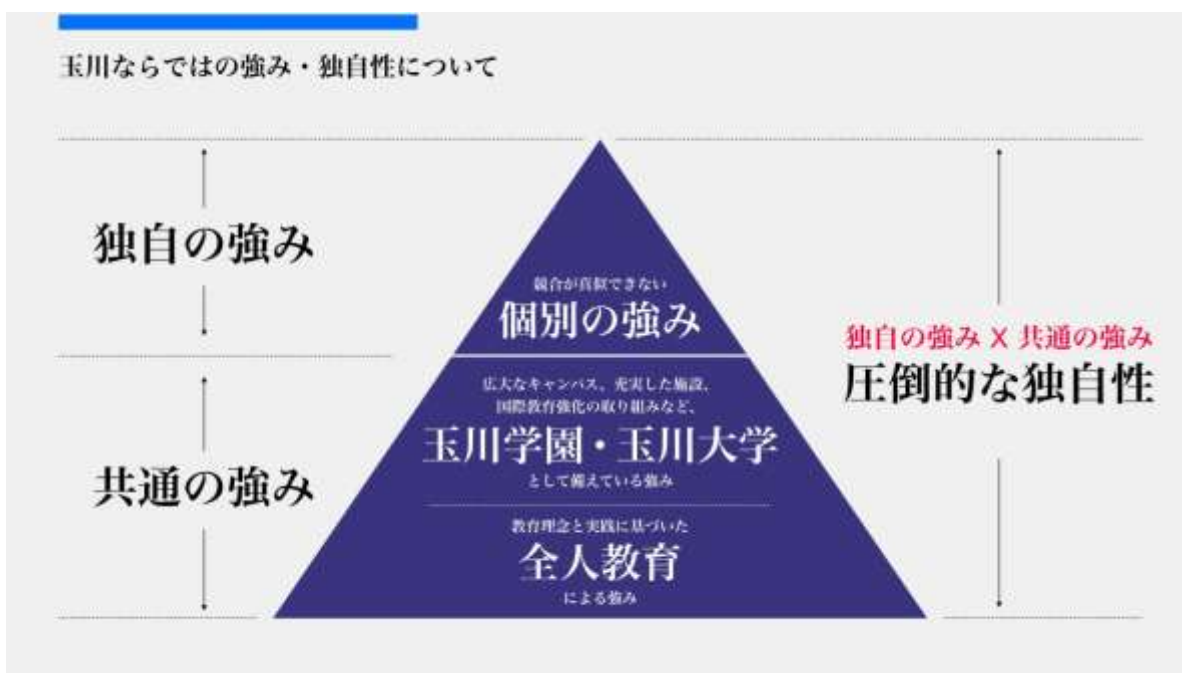 玉川ならではの強み・独自性について
独自の強み
共通の強み
競合が真似できない
個別の強み
広大なキャンパス、充実した施設、
国際教育強化の取り組みなど、
玉川学園・玉川大学
として備えている強み
教育理念と実践に基づいた
全人教育
による強み
独自の強み X 共通の強み
圧倒的な独自性